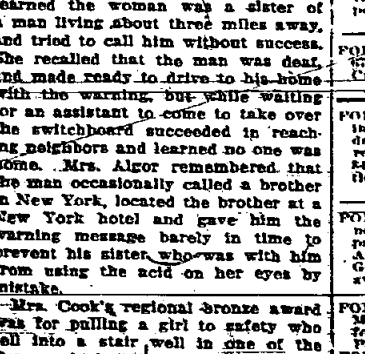 earned the woman was a sister of
a man living about three miles away,
and tried to call him without success.
She recalled that the man was deaf,
and made ready to drive to his home
with the warning, but while waiting
for an assistant to come to take over
the switchboard succeeded in reach-
ing neighbors and learned no one was
home. Mrs. Algor remembered that
the man occasionally called a brother
in New York, located the brother at a
New York hotel and gave him the
warning message barely in time to
prevent his sister who was with him
from using the acid on her eyes by
mistake.
Mrs. Cook's regional bronze award
was for pulling a girl to safety who
fell into a stair well in one of the
FOR
FOR
FOR
FOR